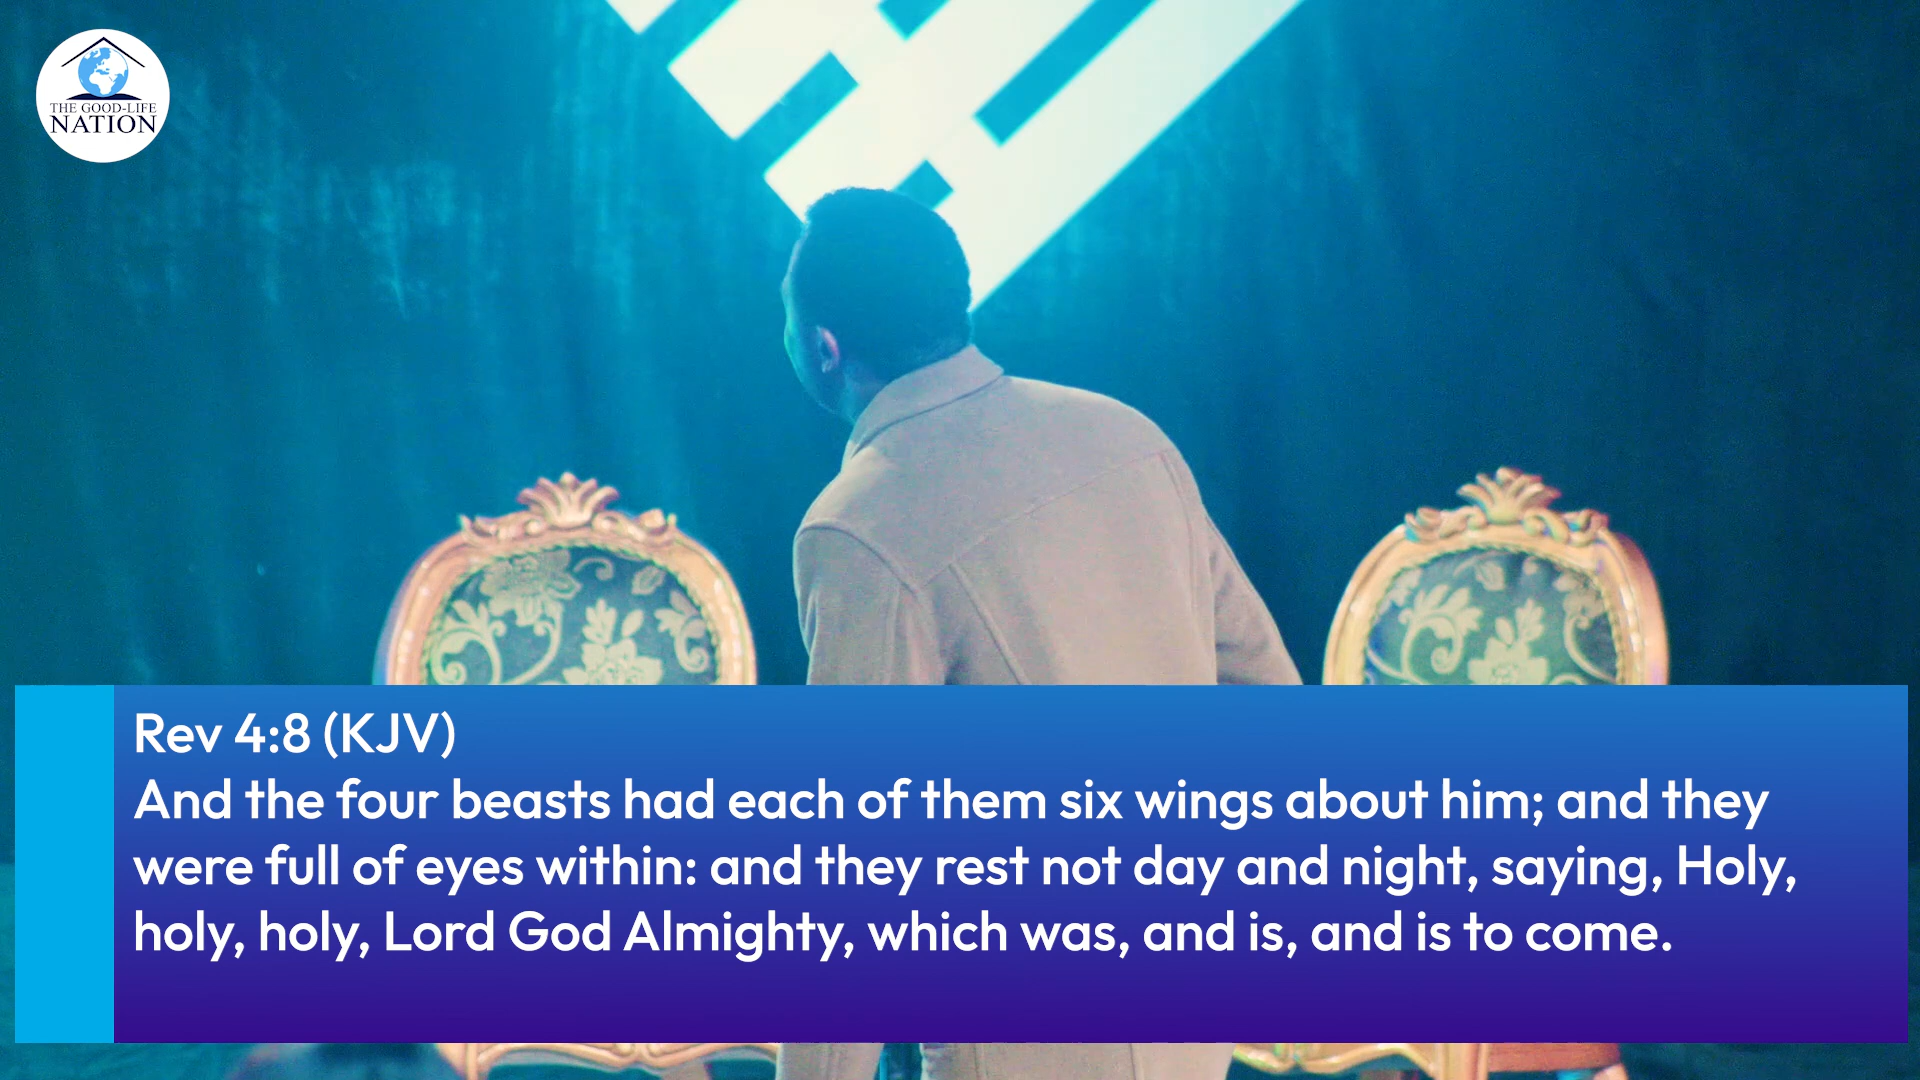 THE GOOD-LIFE
NATION
Rev 4:8 (KJV)
And the four beasts had each of them six wings about him; and they
were full of eyes within: and they rest not day and night, saying, Holy,
holy, holy, Lord God Almighty, which was, and is, and is to come.